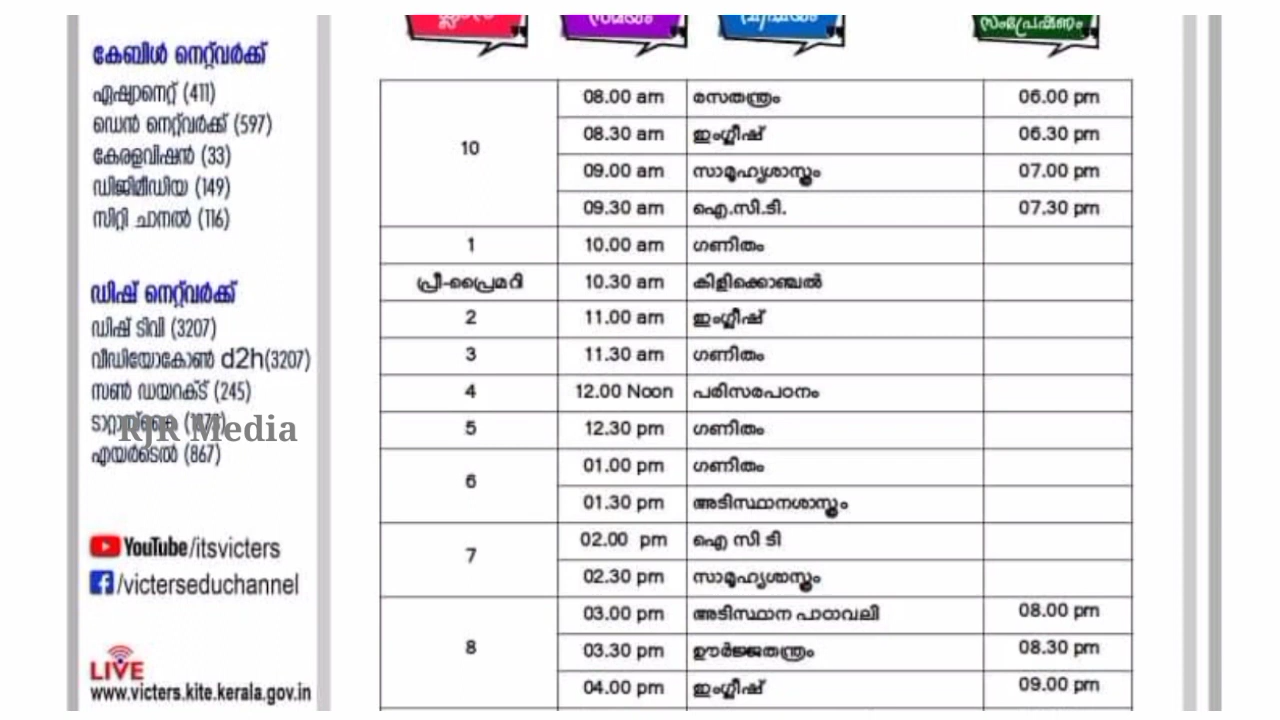 കേബിൾ നെറ്റ്‌വർക്ക്
ഏഷ്യാനെറ്റ് (411)
ഡെൻ നെറ്റ്‌വർക്ക് (597)
കേരളവിഷൻ (33)
ഡിജിമീഡിയ (149)
സിറ്റി ചാനൽ (116)
ഡിഷ് നെറ്റ്‌വർക്ക്
ഡിഷ് ടിവി (3207)
വീഡിയോകോൺ d2h(3207)
സൺ ഡയറക്ട് (245)
RJR Media
എയർടെൽ (867)
YouTube/itsvicters
/victerseduchannel
LIVE
www.victers.kite.kerala.gov.in
സമയം വിഷയം സംപ്രേഷണം
10
08.00 am രസതന്ത്രം 06.00 pm
08.30 am ഇംഗ്ലീഷ് 06.30 pm
09.00 am സാമൂഹ്യശാസ്ത്രം 07.00 pm
09.30 am ഐ.സി.ടി. 07.30 pm
1 10.00 am ഗണിതം
പ്രീ-പ്രൈമറി 10.30 am കിളിക്കൊഞ്ചൽ
2 11.00 am ഇംഗ്ലീഷ്
3 11.30 am ഗണിതം
4 12.00 Noon പരിസരപഠനം
5 12.30 pm ഗണിതം
6
01.00 pm ഗണിതം
01.30 pm അടിസ്ഥാനശാസ്ത്രം
7
02.00 pm ഐ സി ടി
02.30 pm സാമൂഹ്യശാസ്ത്രം
8
03.00 pm അടിസ്ഥാന പാഠാവലി 08.00 pm
03.30 pm ഊർജ്ജതന്ത്രം 08.30 pm
04.00 pm ഇംഗ്ലീഷ് 09.00 pm